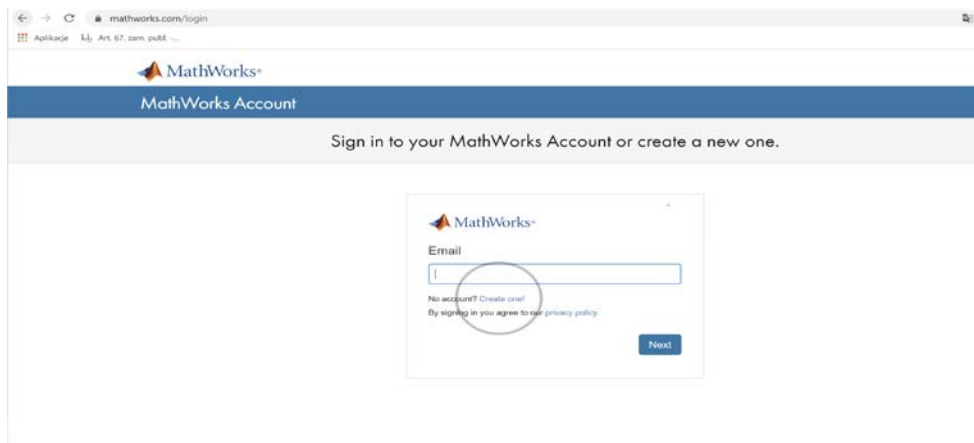 mathworks.com/login
Aplikacje Art. 67. zam. publ. -...
MathWorks®
MathWorks Account
Sign in to your MathWorks Account or create a new one.
MathWorks®
Email
No account? Create one!
By signing in you agree to our privacy policy.
Next